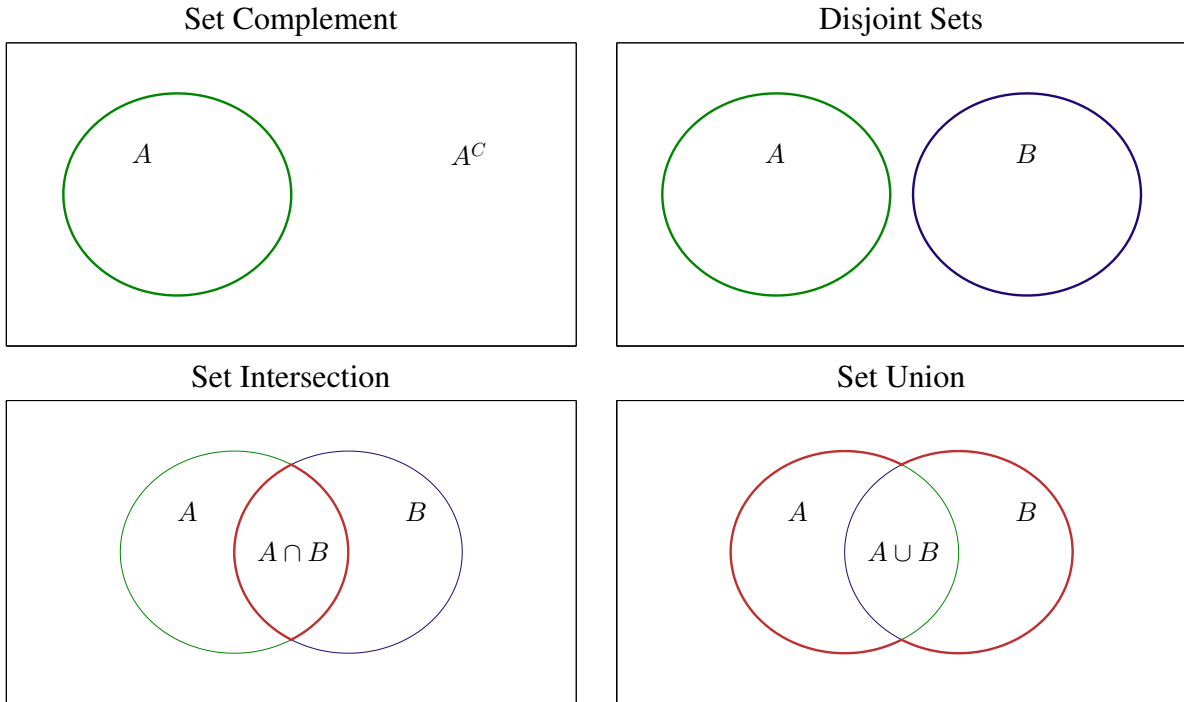 Set Complement
A
A^C
Disjoint Sets
A
B
Set Intersection
A
B
A ∩ B
Set Union
A
B
A ∪ B